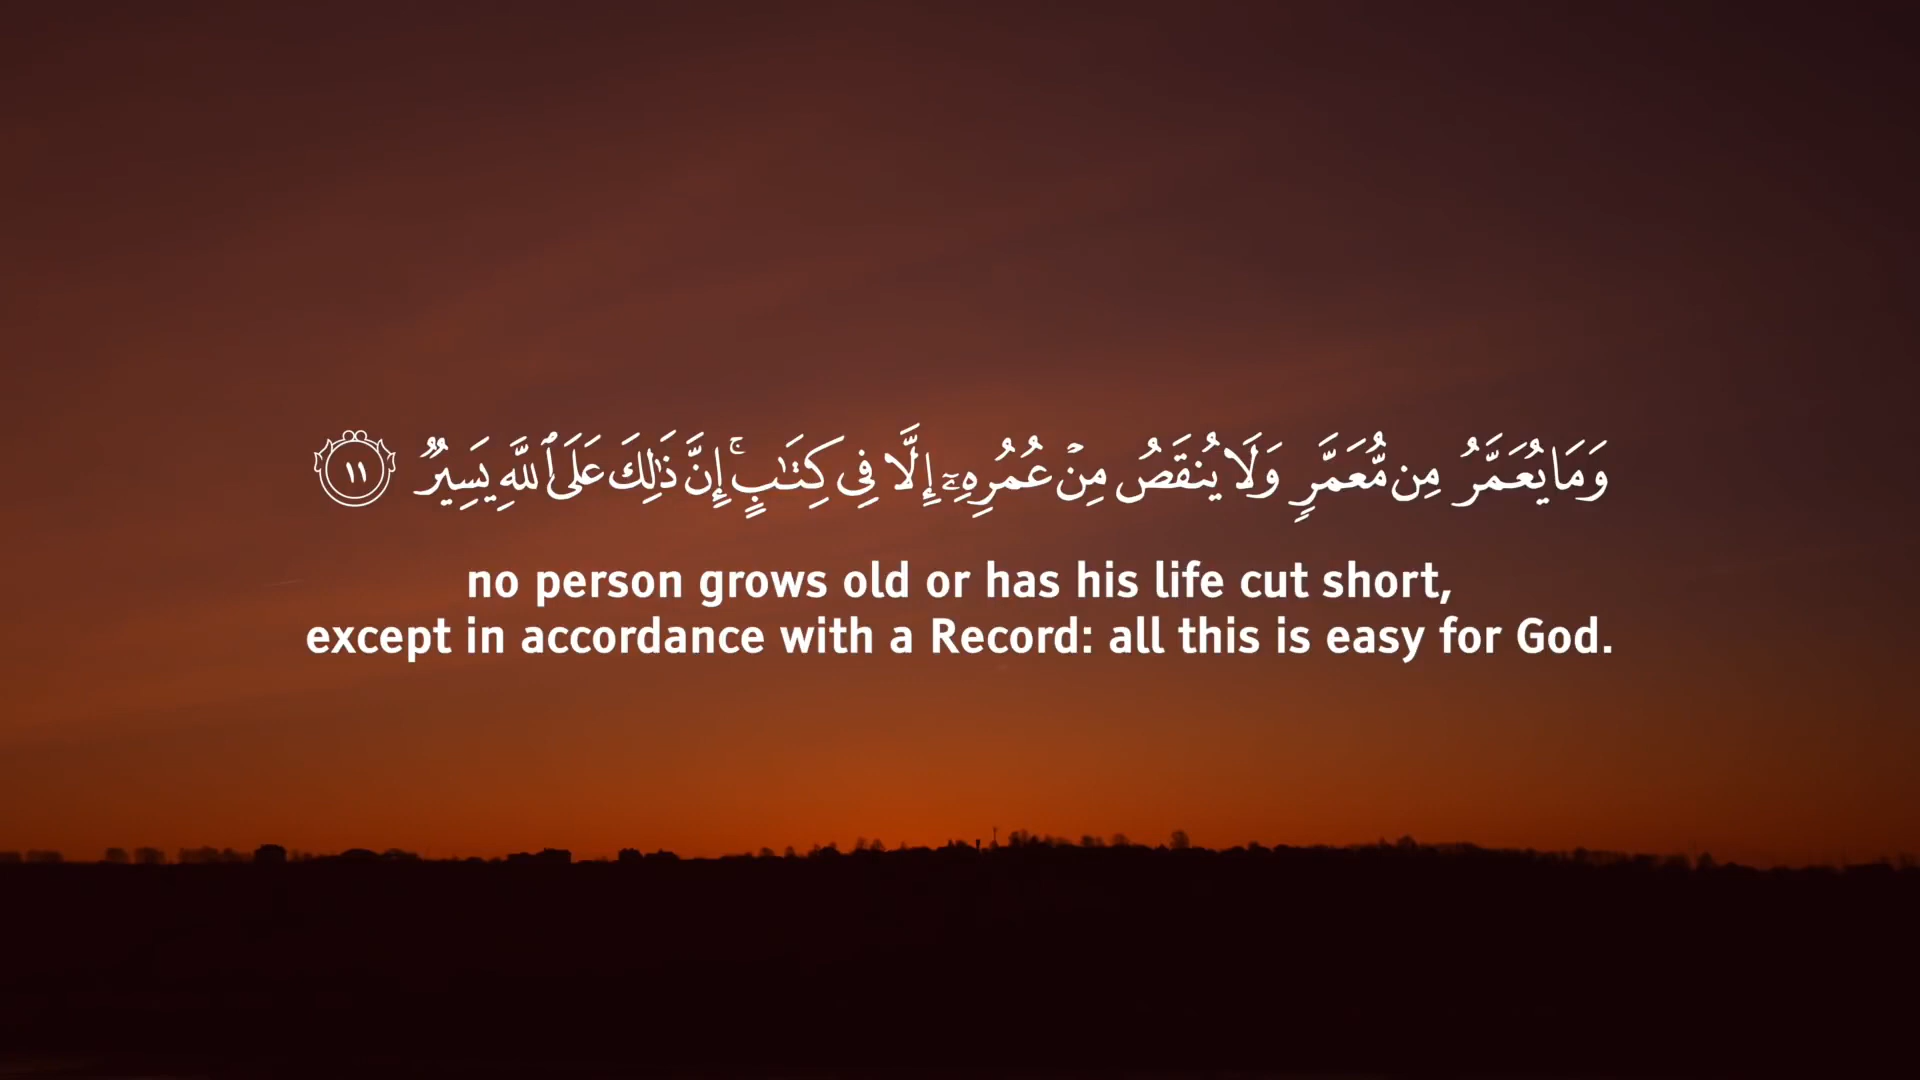 وَمَا يُعَمَّرُ مِن مُّعَمَّرٍ وَلَا يُنقَصُ مِنْ عُمُرِهِۦٓ إِلَّا فِى كِتَٰبٍ ۚ إِنَّ ذَٰلِكَ عَلَى ٱللَّهِ يَسِيرٌ ١١
no person grows old or has his life cut short,
except in accordance with a Record: all this is easy for God.